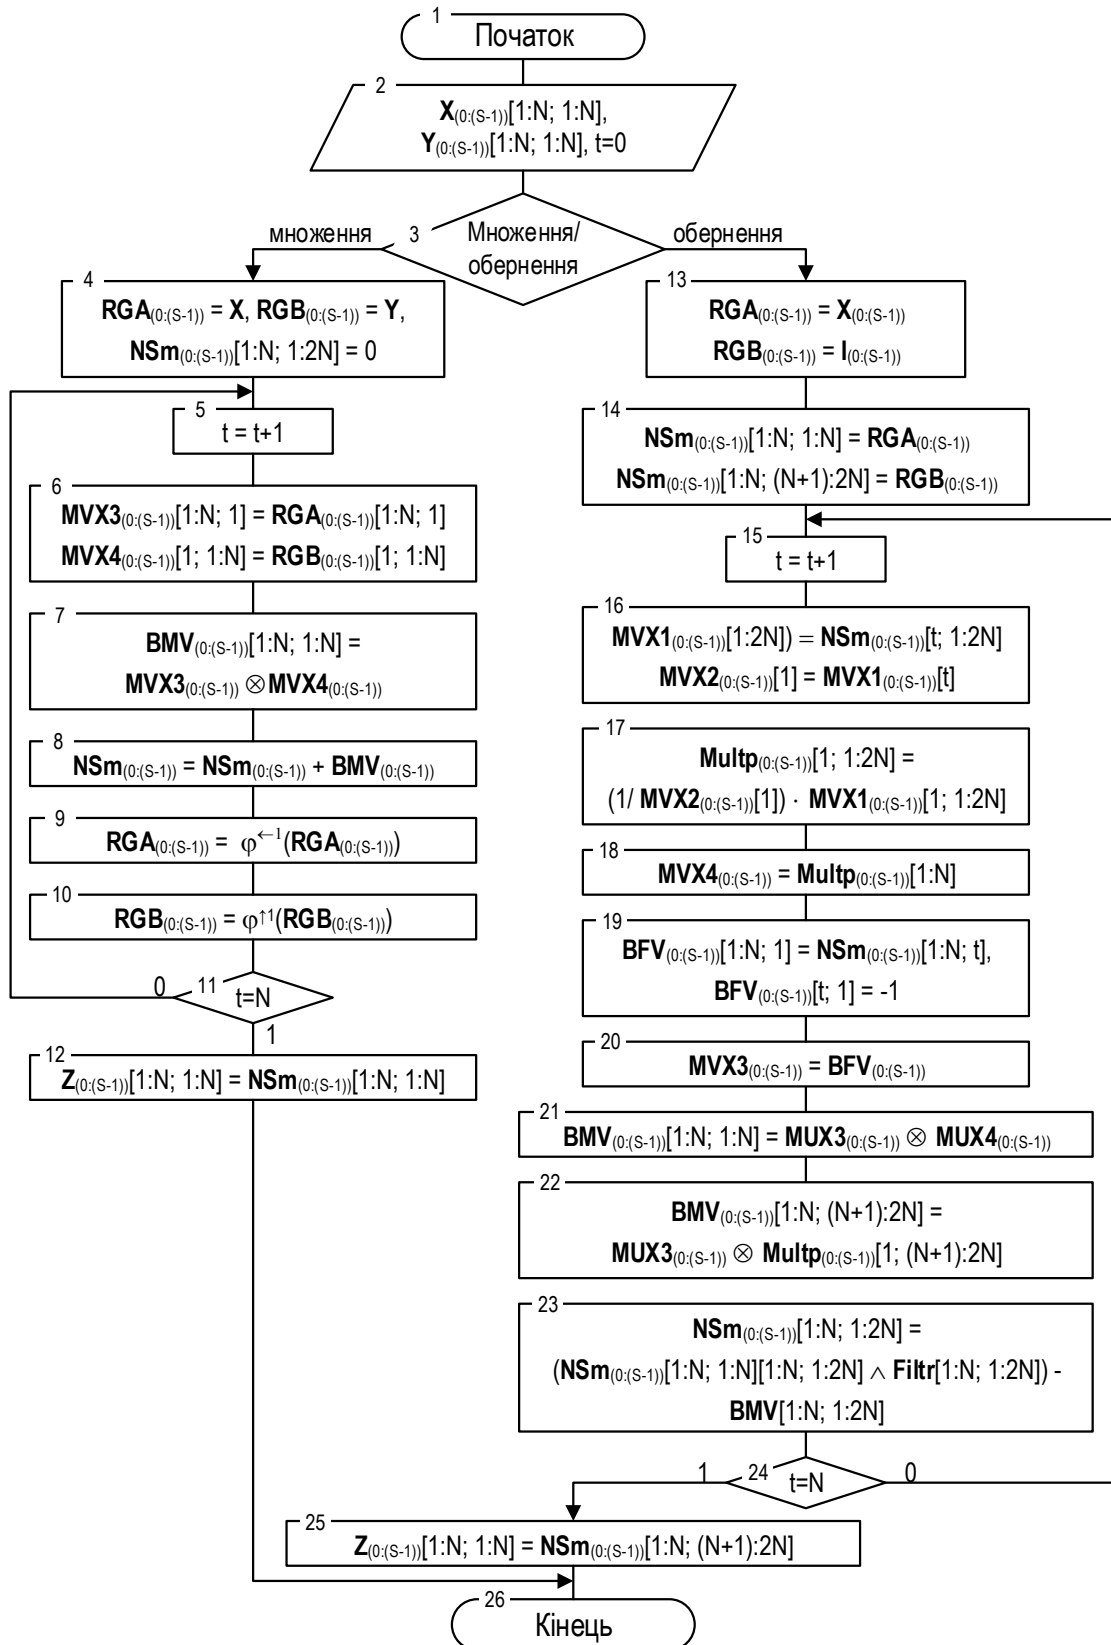 1
Початок
2
X(0:(S-1))[1:N; 1:N],
Y(0:(S-1))[1:N; 1:N], t=0
множення
3
Множення/
обернення
обернення
4
RGA(0:(S-1)) = X, RGB(0:(S-1)) = Y,
NSm(0:(S-1))[1:N; 1:2N] = 0
5
t = t+1
6
MVX3(0:(S-1))[1:N; 1] = RGA(0:(S-1))[1:N; 1]
MVX4(0:(S-1))[1; 1:N] = RGB(0:(S-1))[1; 1:N]
7
BMV(0:(S-1))[1:N; 1:N] =
MVX3(0:(S-1)) ⊗ MVX4(0:(S-1))
8
NSm(0:(S-1)) = NSm(0:(S-1)) + BMV(0:(S-1))
9
RGA(0:(S-1)) = φ←1(RGA(0:(S-1)))
10
RGB(0:(S-1)) = φ↑1(RGB(0:(S-1)))
0
11
t=N
1
12
Z(0:(S-1))[1:N; 1:N] = NSm(0:(S-1))[1:N; 1:N]
13
RGA(0:(S-1)) = X(0:(S-1))
RGB(0:(S-1)) = I(0:(S-1))
14
NSm(0:(S-1))[1:N; 1:N] = RGA(0:(S-1))
NSm(0:(S-1))[1:N; (N+1):2N] = RGB(0:(S-1))
15
t = t+1
16
MVX1(0:(S-1))[1:2N]) = NSm(0:(S-1))[t; 1:2N]
MVX2(0:(S-1))[1] = MVX1(0:(S-1))[t]
17
Multp(0:(S-1))[1; 1:2N] =
(1/ MVX2(0:(S-1))[1]) · MVX1(0:(S-1))[1; 1:2N]
18
MVX4(0:(S-1)) = Multp(0:(S-1))[1:N]
19
BFV(0:(S-1))[1:N; 1] = NSm(0:(S-1))[1:N; t],
BFV(0:(S-1))[t; 1] = -1
20
MVX3(0:(S-1)) = BFV(0:(S-1))
21
BMV(0:(S-1))[1:N; 1:N] = MUX3(0:(S-1)) ⊗ MUX4(0:(S-1))
22
BMV(0:(S-1))[1:N; (N+1):2N] =
MUX3(0:(S-1)) ⊗ Multp(0:(S-1))[1; (N+1):2N]
23
NSm(0:(S-1))[1:N; 1:2N] =
(NSm(0:(S-1))[1:N; 1:N][1:N; 1:2N] ∧ Filtr[1:N; 1:2N]) -
BMV[1:N; 1:2N]
1
24
t=N
0
25
Z(0:(S-1))[1:N; 1:N] = NSm(0:(S-1))[1:N; (N+1):2N]
26
Кінець